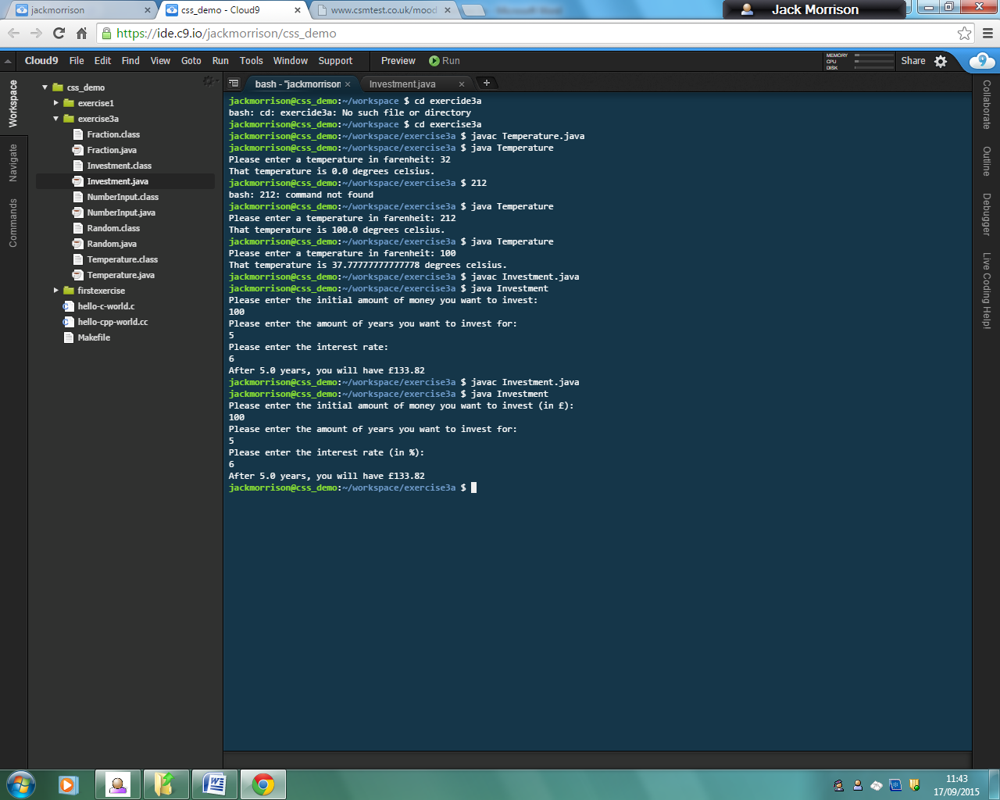 jackmorrison
css_demo - Cloud9
www.csmtest.co.uk/mood
Jack Morrison
https://ide.c9.io/jackmorrison/css_demo
Cloud9 File Edit Find View Goto Run Tools Window Support Preview Run
MEMORY
CPU
DISK
Share
Workspace
Navigate
Commands
css_demo
exercise1
exercise3a
Fraction.class
Fraction.java
Investment.class
Investment.java
NumberInput.class
NumberInput.java
Random.class
Random.java
Temperature.class
Temperature.java
firstexercise
hello-c-world.c
hello-cpp-world.cc
Makefile
bash - "jackmorrison
Investment.java
jackmorrison@css_demo:~/workspace $ cd exercide3a
bash: cd: exercide3a: No such file or directory
jackmorrison@css_demo:~/workspace $ cd exercise3a
jackmorrison@css_demo:~/workspace/exercise3a $ javac Temperature.java
jackmorrison@css_demo:~/workspace/exercise3a $ java Temperature
Please enter a temperature in farenheit: 32
That temperature is 0.0 degrees celsius.
jackmorrison@css_demo:~/workspace/exercise3a $ 212
bash: 212: command not found
jackmorrison@css_demo:~/workspace/exercise3a $ java Temperature
Please enter a temperature in farenheit: 212
That temperature is 100.0 degrees celsius.
jackmorrison@css_demo:~/workspace/exercise3a $ java Temperature
Please enter a temperature in farenheit: 100
That temperature is 37.77777777777778 degrees celsius.
jackmorrison@css_demo:~/workspace/exercise3a $ javac Investment.java
jackmorrison@css_demo:~/workspace/exercise3a $ java Investment
Please enter the initial amount of money you want to invest:
100
Please enter the amount of years you want to invest for:
5
Please enter the interest rate:
6
After 5.0 years, you will have £133.82
jackmorrison@css_demo:~/workspace/exercise3a $ javac Investment.java
jackmorrison@css_demo:~/workspace/exercise3a $ java Investment
Please enter the initial amount of money you want to invest (in £):
100
Please enter the amount of years you want to invest for:
5
Please enter the interest rate (in %):
6
After 5.0 years, you will have £133.82
jackmorrison@css_demo:~/workspace/exercise3a $
Collaborate
Outline
Debugger
Live Coding Help!
11:43
17/09/2015